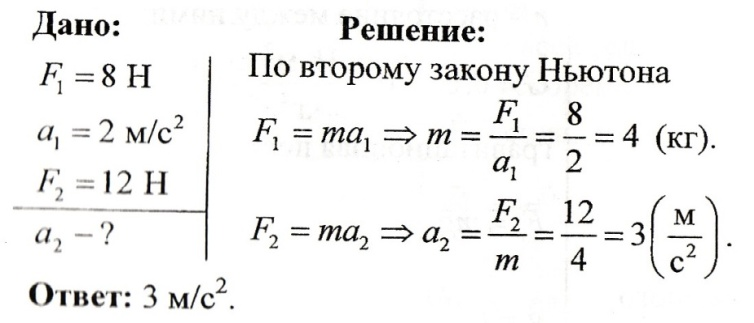 Дано:
F₁ = 8 Н
a₁ = 2 м/с²
F₂ = 12 Н
a₂ – ?
Решение:
По второму закону Ньютона
F₁ = ma₁ ⇒ m = F₁/a₁ = 8/2 = 4 (кг).
F₂ = ma₂ ⇒ a₂ = F₂/m = 12/4 = 3 (м/с²).
Ответ: 3 м/с².